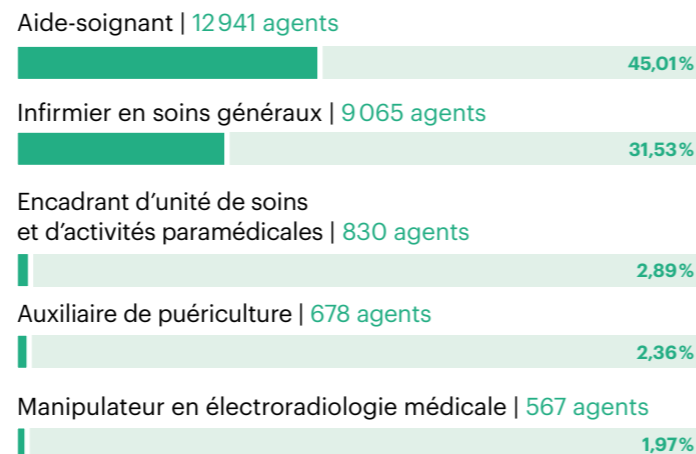 Aide-soignant | 12 941 agents
45,01 %
Infirmier en soins généraux | 9 065 agents
31,53 %
Encadrant d’unité de soins
et d’activités paramédicales | 830 agents
2,89 %
Auxiliaire de puériculture | 678 agents
2,36 %
Manipulateur en électroradiologie médicale | 567 agents
1,97 %